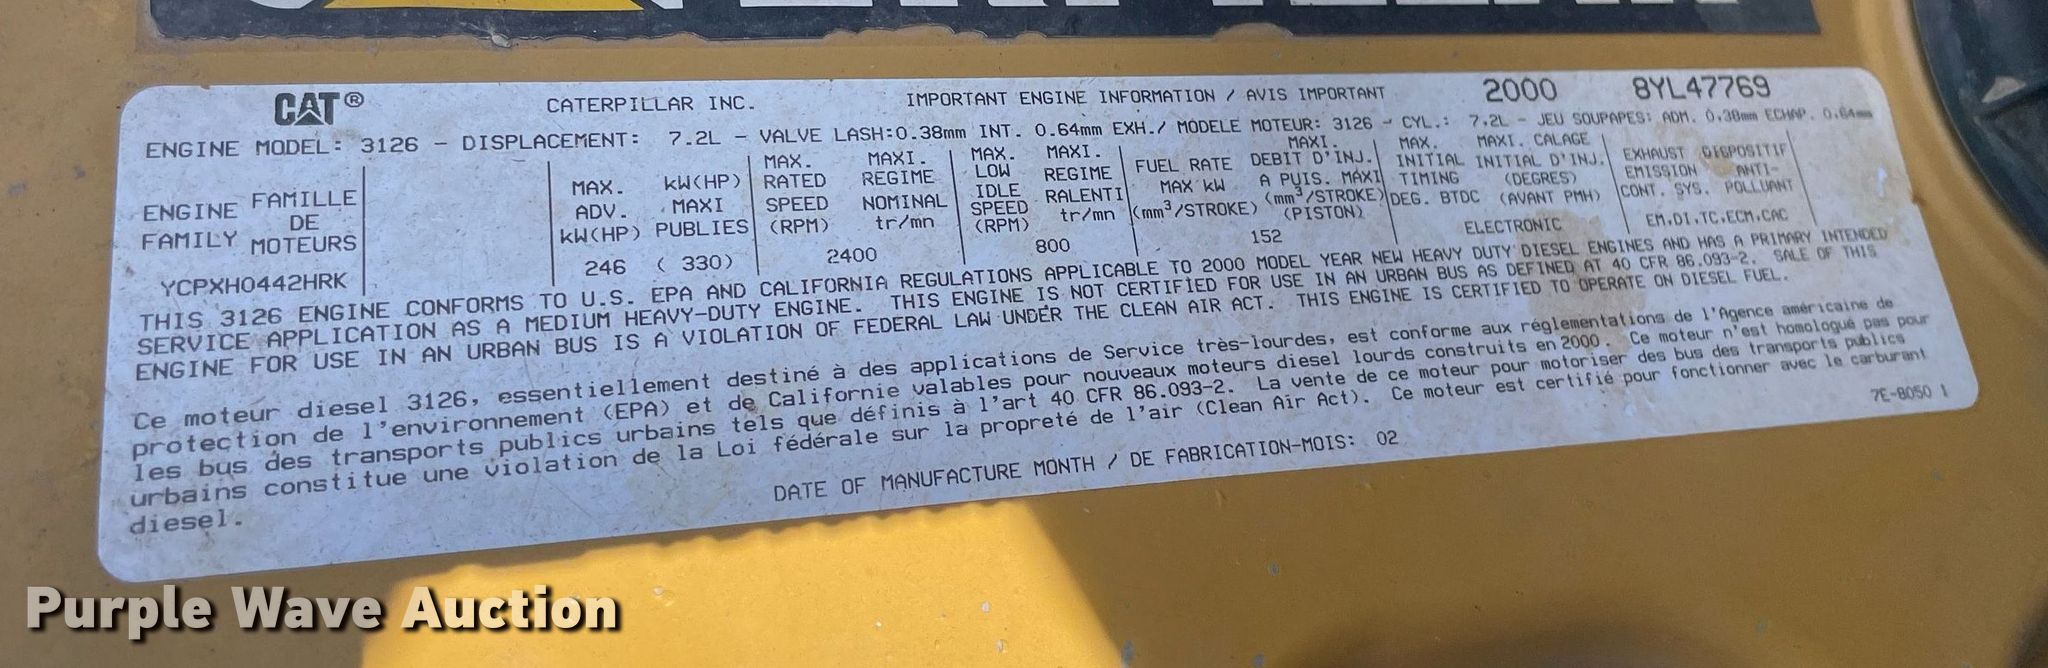 CAT® CATERPILLAR INC. IMPORTANT ENGINE INFORMATION / AVIS IMPORTANT 2000 8YL47769
ENGINE MODEL: 3126 - DISPLACEMENT: 7.2L - VALVE LASH:0.38mm INT. 0.64mm EXH./ MODELE MOTEUR: 3126 - CYL.: 7.2L - JEU SOUPAPES: ADM. 0.38mm ECHAP. 0.64mm
ENGINE FAMILY
FAMILLE DE MOTEURS
YCPXH0442HRK
MAX. ADV. kW(HP)
kW(HP) MAXI PUBLIES
246 ( 330)
MAX. RATED SPEED (RPM)
MAXI. REGIME NOMINAL tr/mn
2400
MAX. LOW IDLE SPEED (RPM)
MAXI. REGIME RALENTI tr/mn
800
FUEL RATE MAX kW (mm³/STROKE)
MAXI. DEBIT D'INJ. A PUIS. MAXI (mm³/STROKE) (PISTON)
152
MAX. INITIAL TIMING DEG. BTDC
MAXI. CALAGE INITIAL D'INJ. (DEGRES) (AVANT PMH)
ELECTRONIC
EXHAUST EMISSION CONT. SYS.
DISPOSITIF ANTI-POLLUANT
EM,DI,TC,ECM,CAC
THIS 3126 ENGINE CONFORMS TO U.S. EPA AND CALIFORNIA REGULATIONS APPLICABLE TO 2000 MODEL YEAR NEW HEAVY DUTY DIESEL ENGINES AND HAS A PRIMARY INTENDED
SERVICE APPLICATION AS A MEDIUM HEAVY-DUTY ENGINE. THIS ENGINE IS NOT CERTIFIED FOR USE IN AN URBAN BUS AS DEFINED AT 40 CFR 86.093-2. SALE OF THIS
ENGINE FOR USE IN AN URBAN BUS IS A VIOLATION OF FEDERAL LAW UNDER THE CLEAN AIR ACT. THIS ENGINE IS CERTIFIED TO OPERATE ON DIESEL FUEL.
Ce moteur diesel 3126, essentiellement destiné à des applications de Service très-lourdes, est conforme aux réglementations de l'Agence américaine de
protection de l'environnement (EPA) et de Californie valables pour nouveaux moteurs diesel lourds construits en 2000. Ce moteur n'est homologué pas pour
les bus des transports publics urbains tels que définis à l'art 40 CFR 86.093-2. La vente de ce moteur pour motoriser des bus des transports publics
urbains constitue une violation de la Loi fédérale sur la propreté de l'air (Clean Air Act). Ce moteur est certifié pour fonctionner avec le carburant
diesel.
7E-8050 1
DATE OF MANUFACTURE MONTH / DE FABRICATION-MOIS: 02
Purple Wave Auction